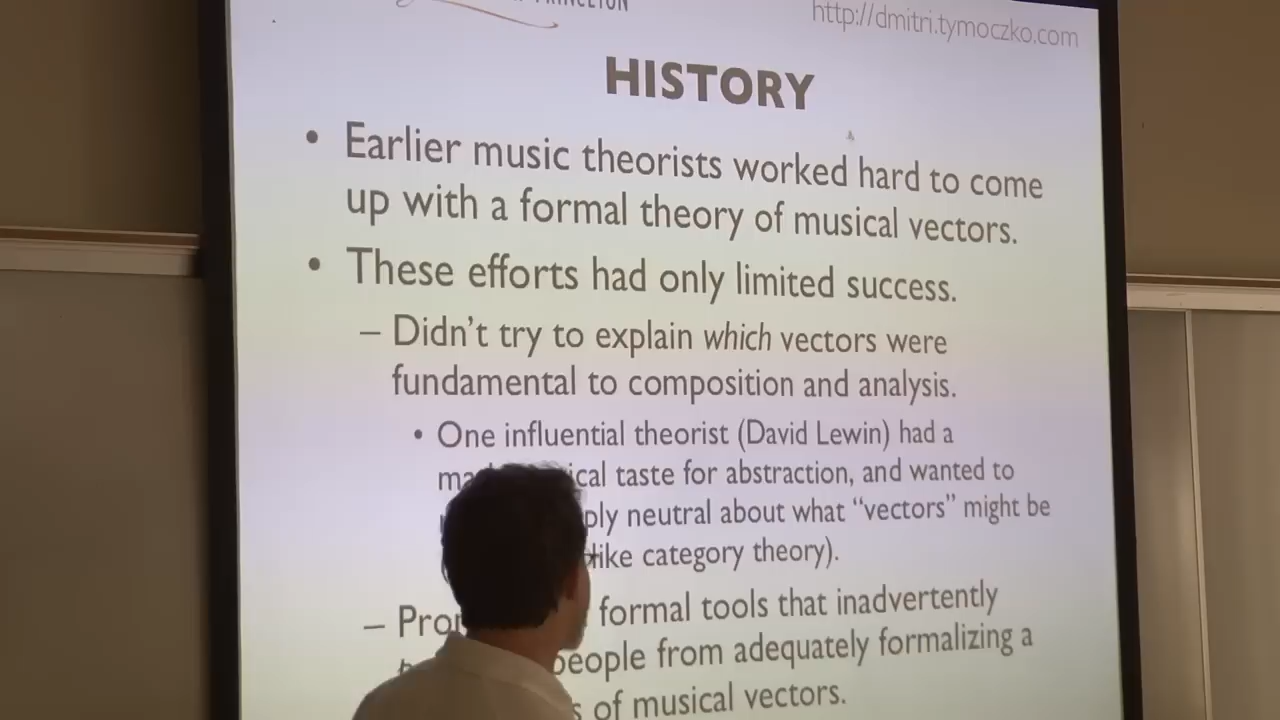 PRINCETON
http://dmitri.tymoczko.com
HISTORY
• Earlier music theorists worked hard to come
up with a formal theory of musical vectors.
• These efforts had only limited success.
– Didn't try to explain which vectors were
fundamental to composition and analysis.
• One influential theorist (David Lewin) had a
taste for abstraction, and wanted to
neutral about what "vectors" might be
like category theory).
– formal tools that inadvertently
people from adequately formalizing a
of musical vectors.